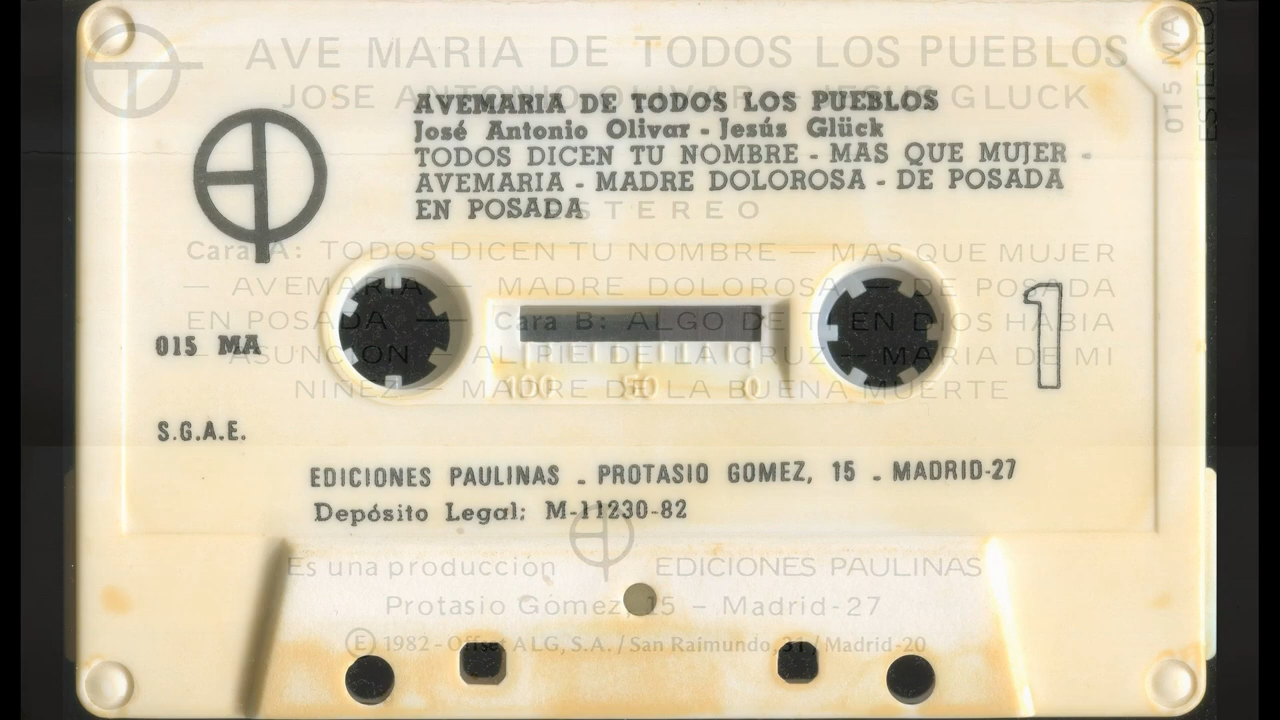 AVE MARIA DE TODOS LOS PUEBLOS
JOSE ANTONIO OLIVAR - JESUS GLUCK
AVEMARIA DE TODOS LOS PUEBLOS
José Antonio Olivar - Jesús Glück
TODOS DICEN TU NOMBRE - MAS QUE MUJER -
AVEMARIA - MADRE DOLOROSA - DE POSADA
EN POSADA
STEREO
Cara A: TODOS DICEN TU NOMBRE — MAS QUE MUJER
— AVEMARIA — MADRE DOLOROSA — DE POSADA
EN POSADA — Cara B: ALGO DE TI EN DIOS HABIA
— ASUNCION — AL PIE DE LA CRUZ — MARIA DE MI
NIÑEZ — MADRE DE LA BUENA MUERTE
015 MA
1
100 50 0
S.G.A.E.
EDICIONES PAULINAS - PROTASIO GOMEZ, 15 - MADRID-27
Depósito Legal: M-11230-82
Es una producción EDICIONES PAULINAS
Protasio Gómez, 15 – Madrid-27
Ⓔ 1982 - Offset ALG, S.A. / San Raimundo, 31 / Madrid-20
015 MA
ESTEREO